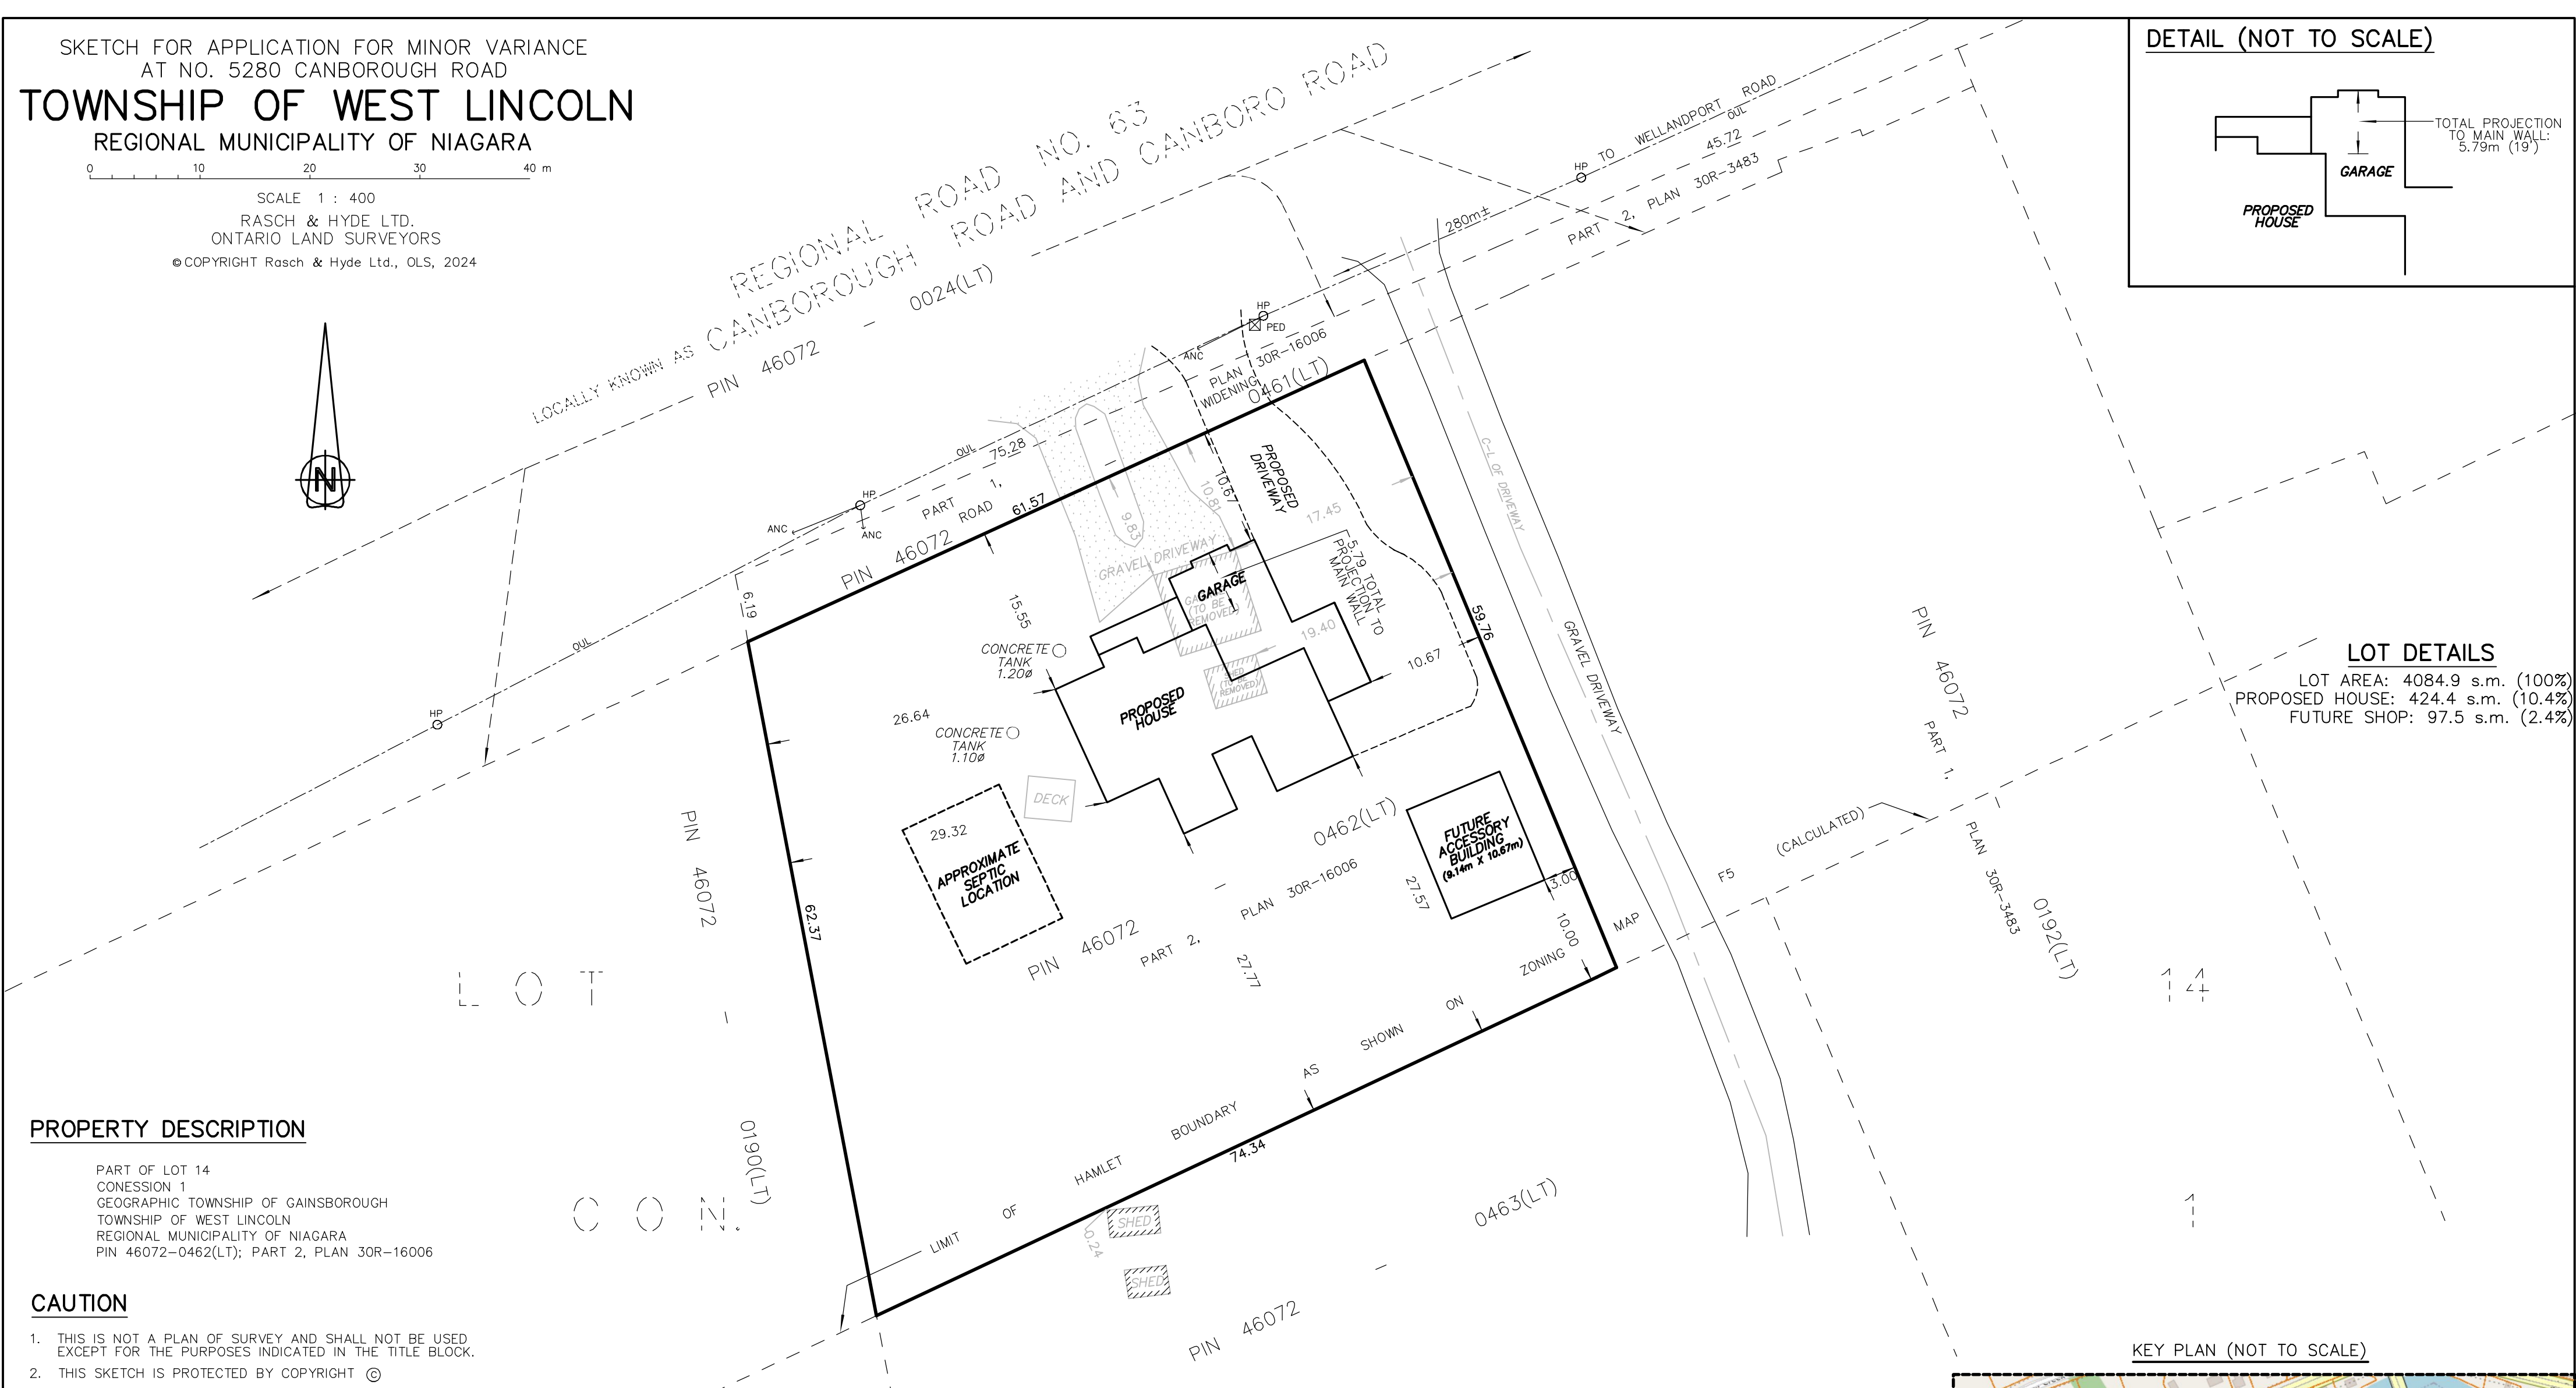 SKETCH FOR APPLICATION FOR MINOR VARIANCE
AT NO. 5280 CANBOROUGH ROAD
TOWNSHIP OF WEST LINCOLN
REGIONAL MUNICIPALITY OF NIAGARA
0 10 20 30 40 m
SCALE 1 : 400
RASCH & HYDE LTD.
ONTARIO LAND SURVEYORS
© COPYRIGHT Rasch & Hyde Ltd., OLS, 2024
N
REGIONAL ROAD NO. 63
LOCALLY KNOWN AS CANBOROUGH ROAD AND CANBORO ROAD
PIN 46072 - 0024(LT)
DETAIL (NOT TO SCALE)
TOTAL PROJECTION
TO MAIN WALL:
5.79m (19')
GARAGE
PROPOSED
HOUSE
HP TO WELLANDPORT ROAD
OUL
45.72
280m±
PART 2, PLAN 30R-3483
HP
PED
ANC
PART 1, PLAN 30R-16006
ROAD WIDENING
PIN 46072 0461(LT)
OUL
75.28
61.57
HP
ANC
ANC
6.19
OUL
HP
PROPOSED
DRIVEWAY
10.67
10.81
9.83
17.45
GRAVEL DRIVEWAY
5.79 TOTAL
PROJECTION TO
MAIN WALL
GARAGE
(TO BE
REMOVED)
15.55
19.40
59.76
10.67
CONCRETE
TANK
1.20ø
SHED
(TO BE
REMOVED)
PROPOSED
HOUSE
26.64
CONCRETE
TANK
1.10ø
DECK
29.32
APPROXIMATE
SEPTIC
LOCATION
FUTURE
ACCESSORY
BUILDING
(9.14m X 10.67m)
3.00
10.00
27.57
27.77
PIN 46072 - 0462(LT)
PART 2, PLAN 30R-16006
62.37
C-L OF DRIVEWAY
GRAVEL DRIVEWAY
LOT DETAILS
LOT AREA: 4084.9 s.m. (100%)
PROPOSED HOUSE: 424.4 s.m. (10.4%)
FUTURE SHOP: 97.5 s.m. (2.4%)
PIN 46072 0192(LT)
PART 1, PLAN 30R-3483
PIN 46072 - 0190(LT)
LIMIT OF HAMLET BOUNDARY AS SHOWN ON ZONING MAP F5 (CALCULATED)
74.34
LOT 14
CON. 1
SHED
0.24
SHED
PIN 46072 - 0463(LT)
PROPERTY DESCRIPTION
PART OF LOT 14
CONESSION 1
GEOGRAPHIC TOWNSHIP OF GAINSBOROUGH
TOWNSHIP OF WEST LINCOLN
REGIONAL MUNICIPALITY OF NIAGARA
PIN 46072-0462(LT); PART 2, PLAN 30R-16006
CAUTION
1. THIS IS NOT A PLAN OF SURVEY AND SHALL NOT BE USED
EXCEPT FOR THE PURPOSES INDICATED IN THE TITLE BLOCK.
2. THIS SKETCH IS PROTECTED BY COPYRIGHT ©
KEY PLAN (NOT TO SCALE)